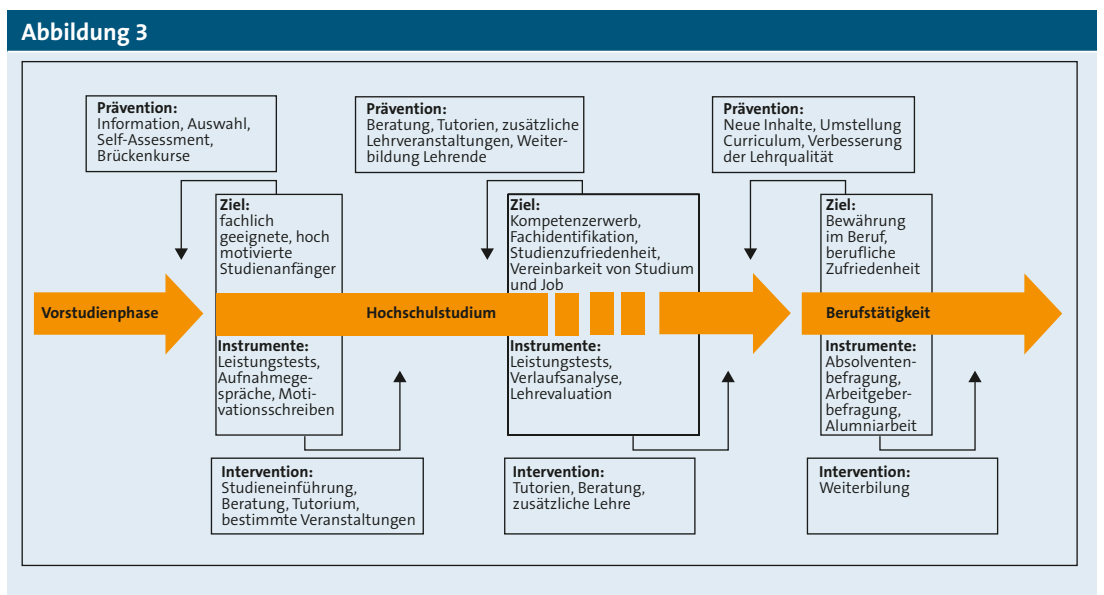 Abbildung 3
Prävention:
Information, Auswahl,
Self-Assessment,
Brückenkurse
Prävention:
Beratung, Tutorien, zusätzliche
Lehrveranstaltungen, Weiter-
bildung Lehrende
Prävention:
Neue Inhalte, Umstellung
Curriculum, Verbesserung
der Lehrqualität
Ziel:
fachlich
geeignete, hoch
motivierte
Studienanfänger
Ziel:
Kompetenzerwerb,
Fachidentifikation,
Studienzufriedenheit,
Vereinbarkeit von Studium
und Job
Ziel:
Bewährung
im Beruf,
berufliche
Zufriedenheit
Vorstudienphase
Hochschulstudium
Berufstätigkeit
Instrumente:
Leistungstests,
Aufnahmege-
spräche, Moti-
vationsschreiben
Instrumente:
Leistungstests,
Verlaufsanalyse,
Lehrevaluation
Instrumente:
Absolventen-
befragung,
Arbeitgeber-
befragung,
Alumniarbeit
Intervention:
Studieneinführung,
Beratung, Tutorium,
bestimmte Veranstaltungen
Intervention:
Tutorien, Beratung,
zusätzliche Lehre
Intervention:
Weiterbilung